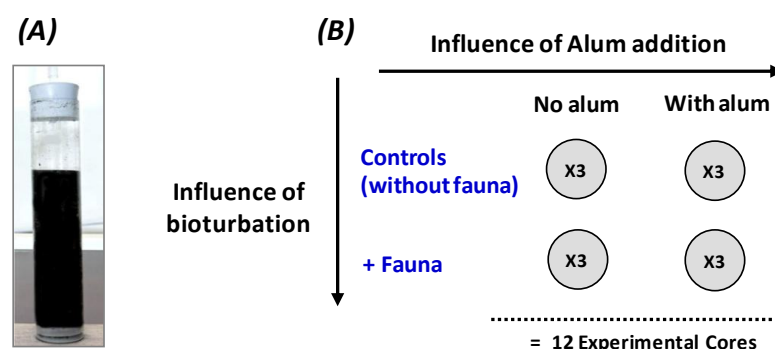 (A)
(B)
Influence of Alum addition
No alum
With alum
Controls
(without fauna)
X3
X3
Influence of
bioturbation
+ Fauna
X3
X3
= 12 Experimental Cores